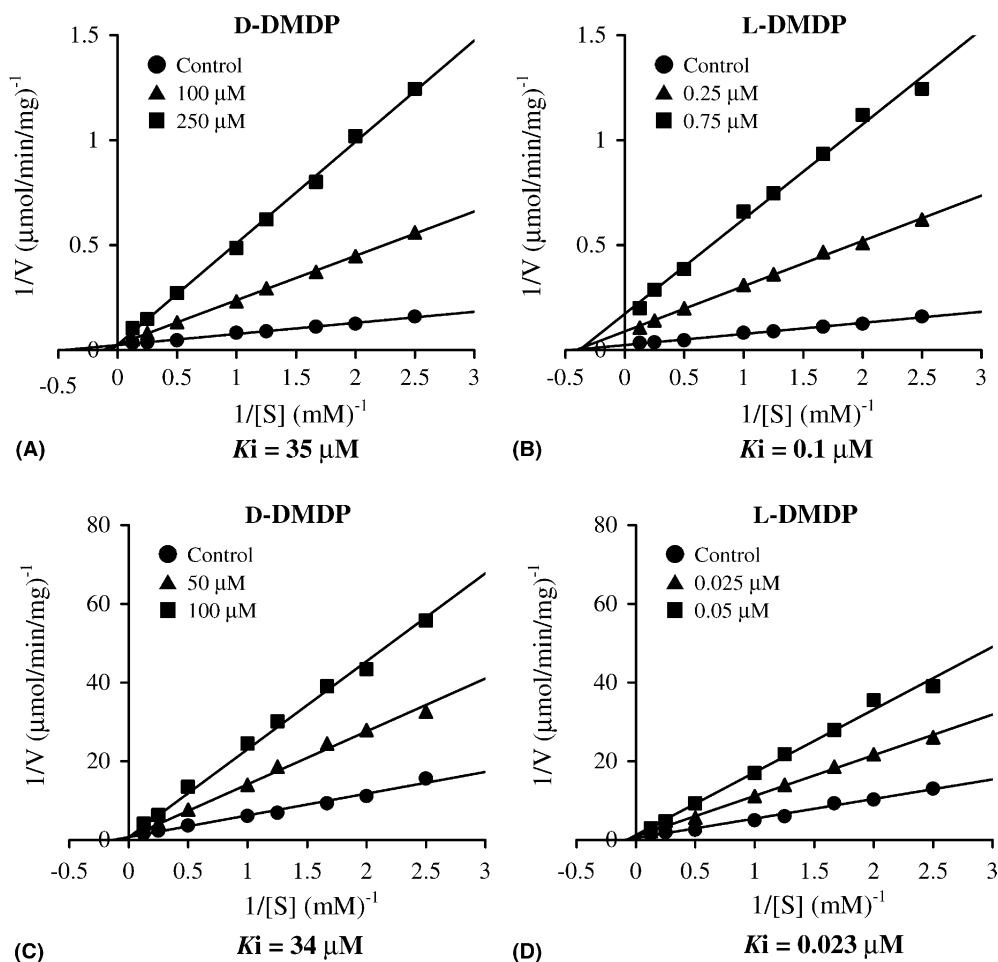 D-DMDP
1/V (μmol/min/mg)-1
1.5
1
0.5
0
Control
100 μM
250 μM
-0.5
0
0.5
1
1.5
2
2.5
3
1/[S] (mM)-1
(A)
Ki = 35 μM
L-DMDP
1/V (μmol/min/mg)-1
1.5
1
0.5
0
Control
0.25 μM
0.75 μM
-0.5
0
0.5
1
1.5
2
2.5
3
1/[S] (mM)-1
(B)
Ki = 0.1 μM
D-DMDP
1/V (μmol/min/mg)-1
80
60
40
20
0
Control
50 μM
100 μM
-0.5
0
0.5
1
1.5
2
2.5
3
1/[S] (mM)-1
(C)
Ki = 34 μM
L-DMDP
1/V (μmol/min/mg)-1
80
60
40
20
0
Control
0.025 μM
0.05 μM
-0.5
0
0.5
1
1.5
2
2.5
3
1/[S] (mM)-1
(D)
Ki = 0.023 μM